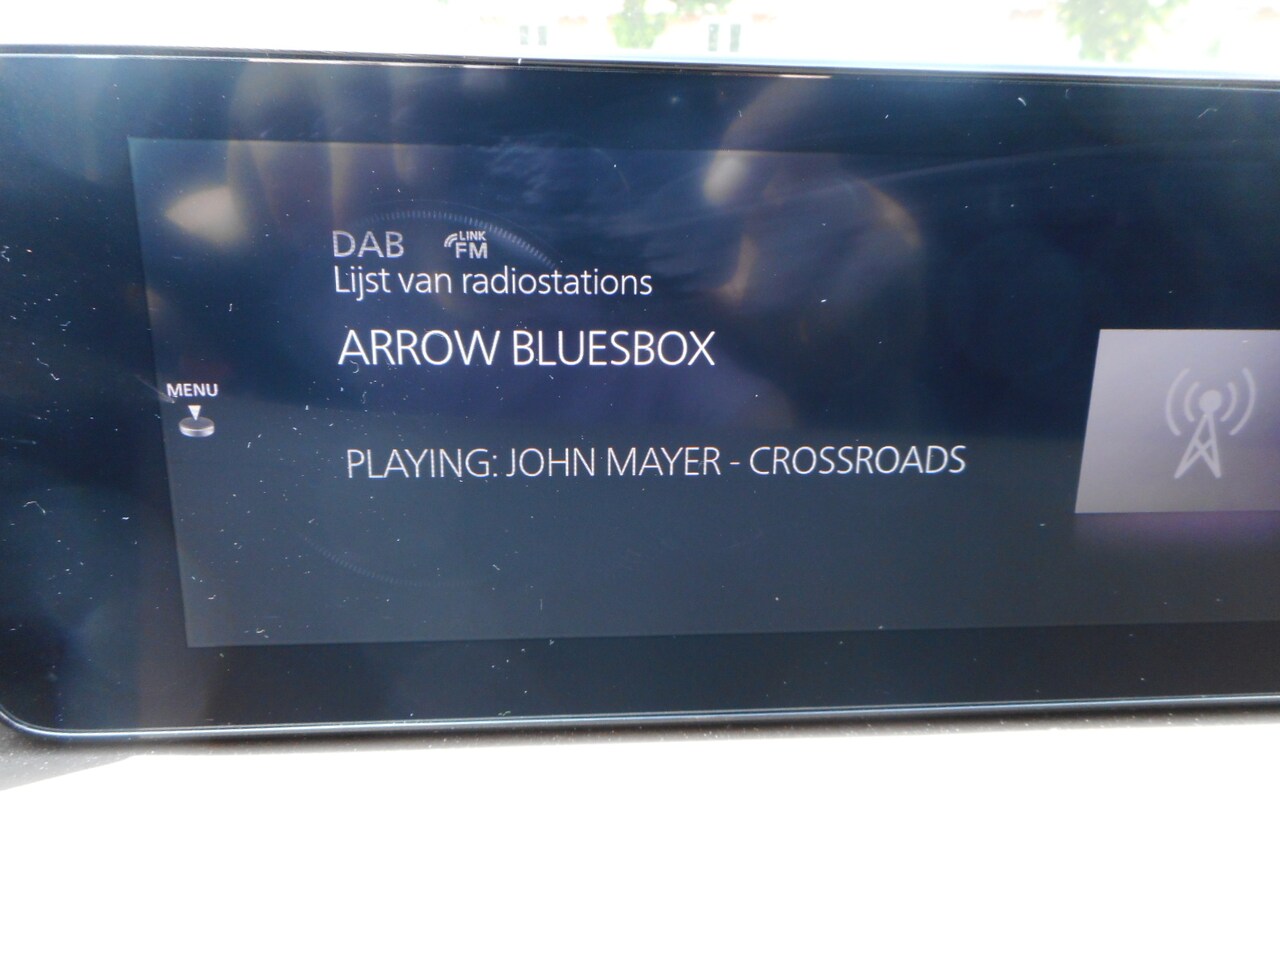 DAB LINK FM
Lijst van radiostations
ARROW BLUESBOX
MENU
PLAYING: JOHN MAYER - CROSSROADS